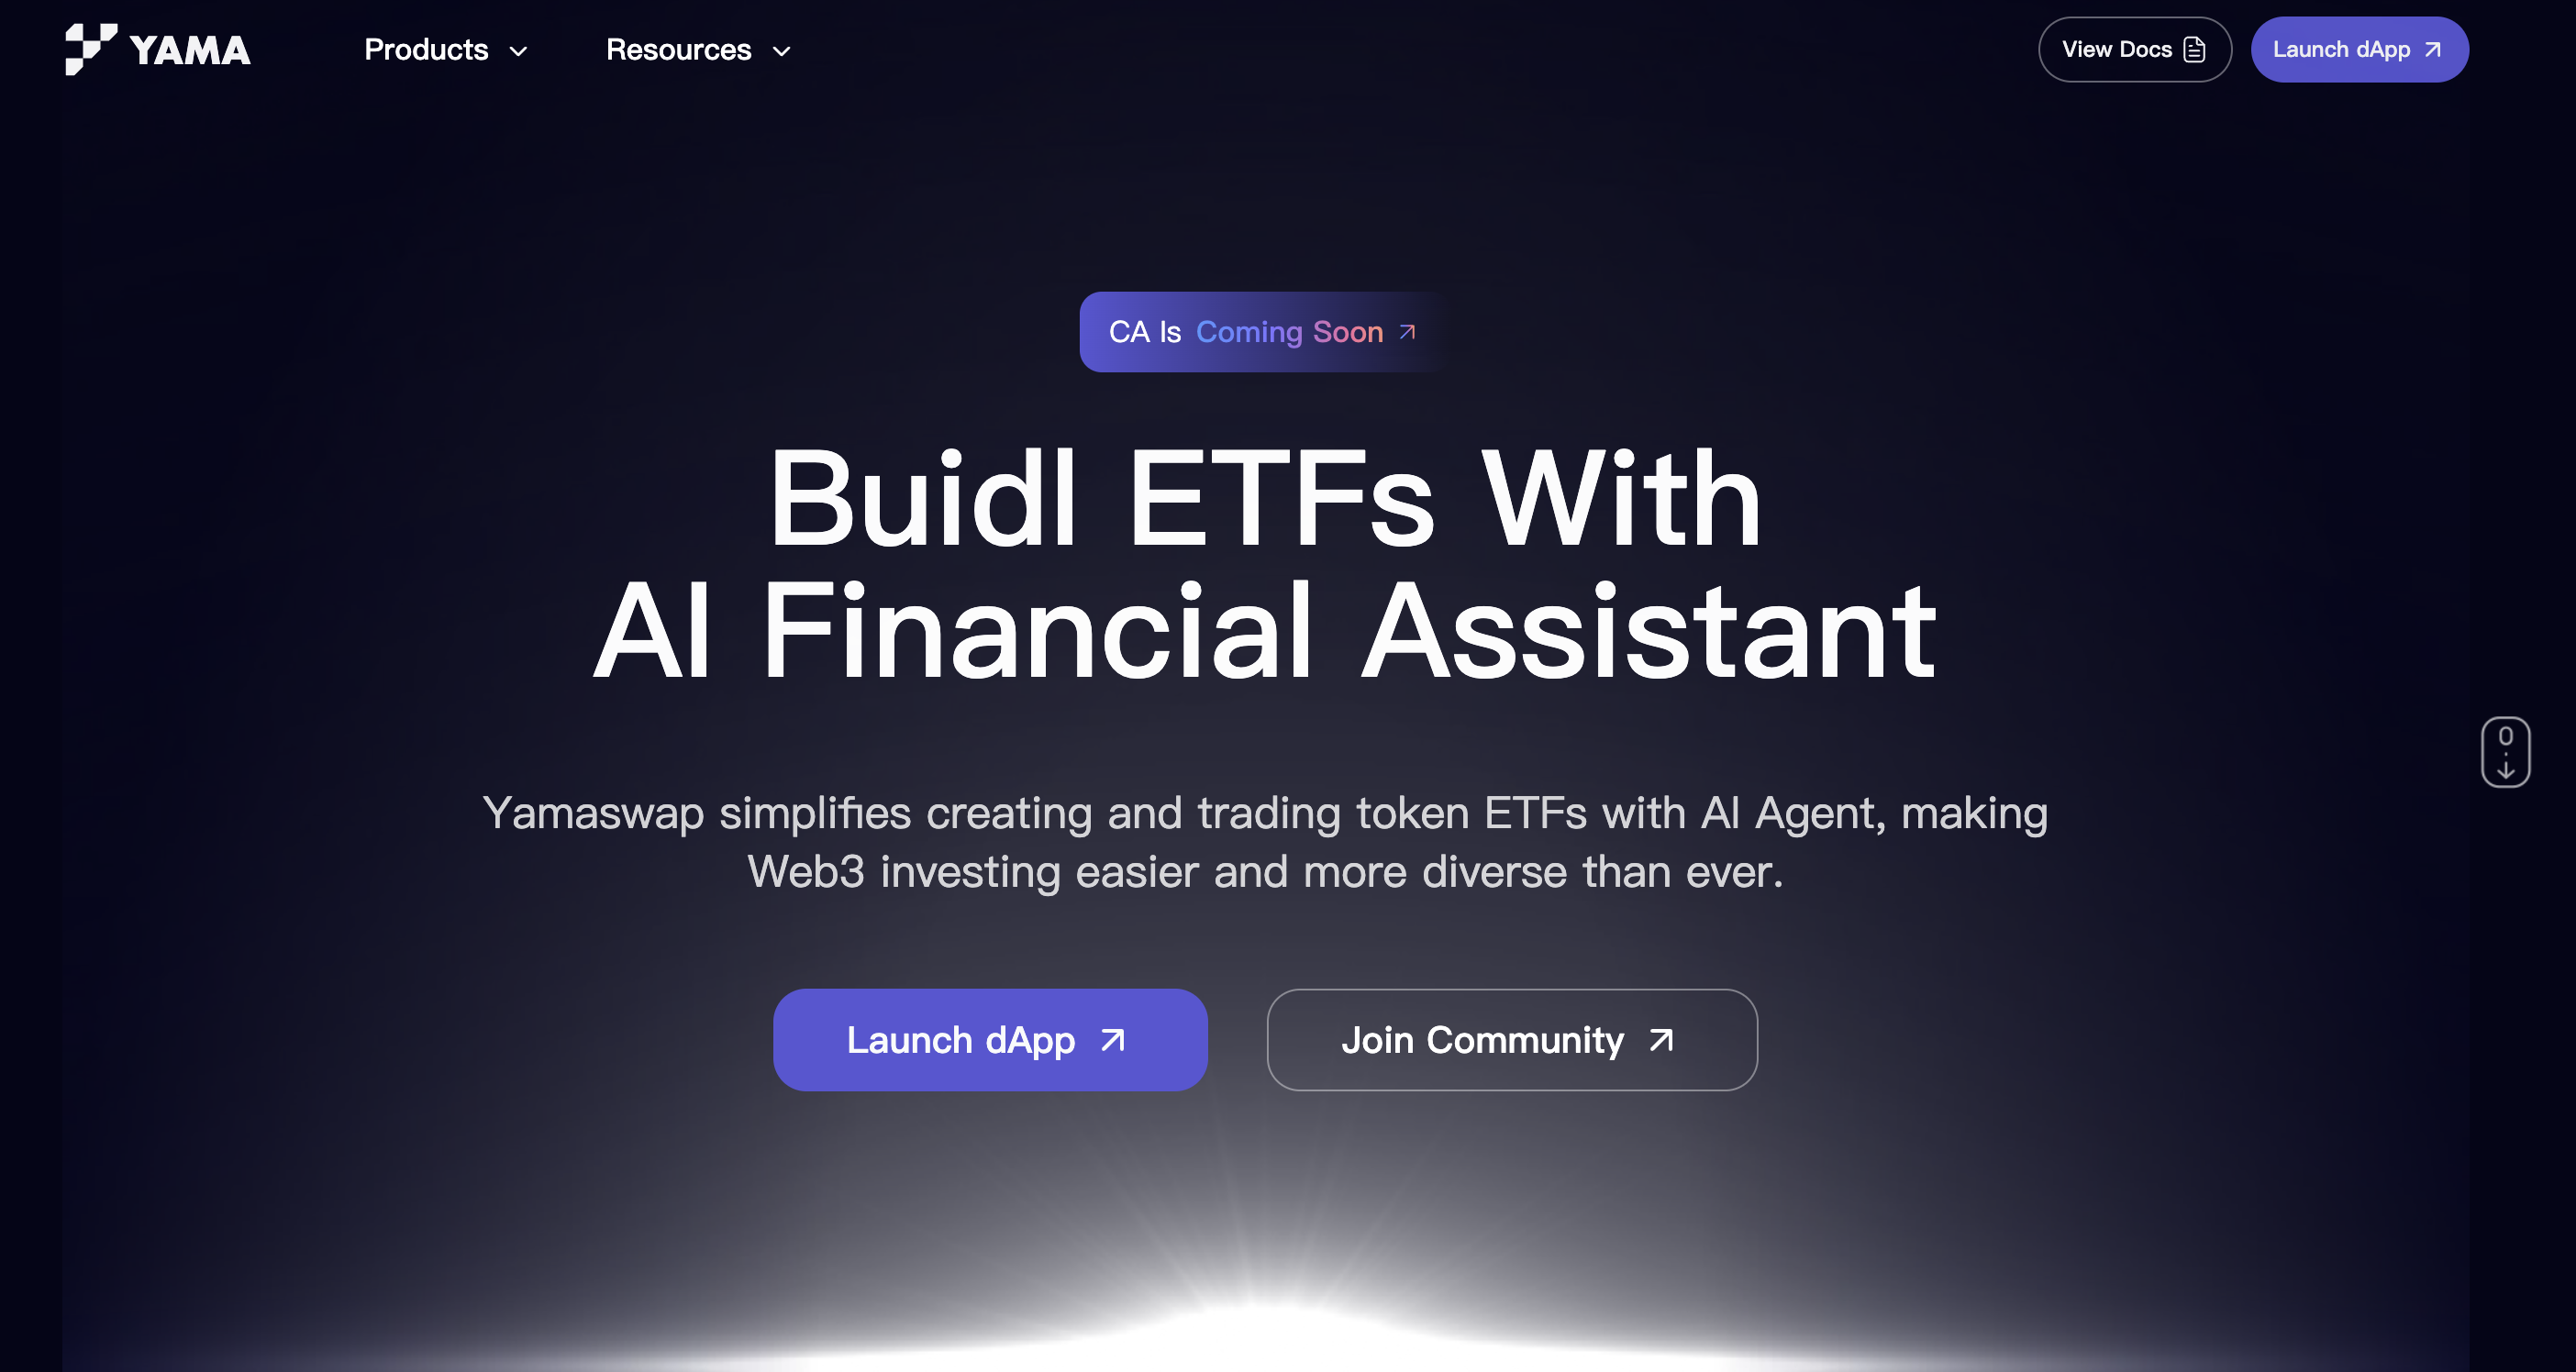 YAMA
Products
Resources
View Docs
Launch dApp
CA Is Coming Soon
Buidl ETFs With
AI Financial Assistant
Yamaswap simplifies creating and trading token ETFs with AI Agent, making
Web3 investing easier and more diverse than ever.
Launch dApp
Join Community